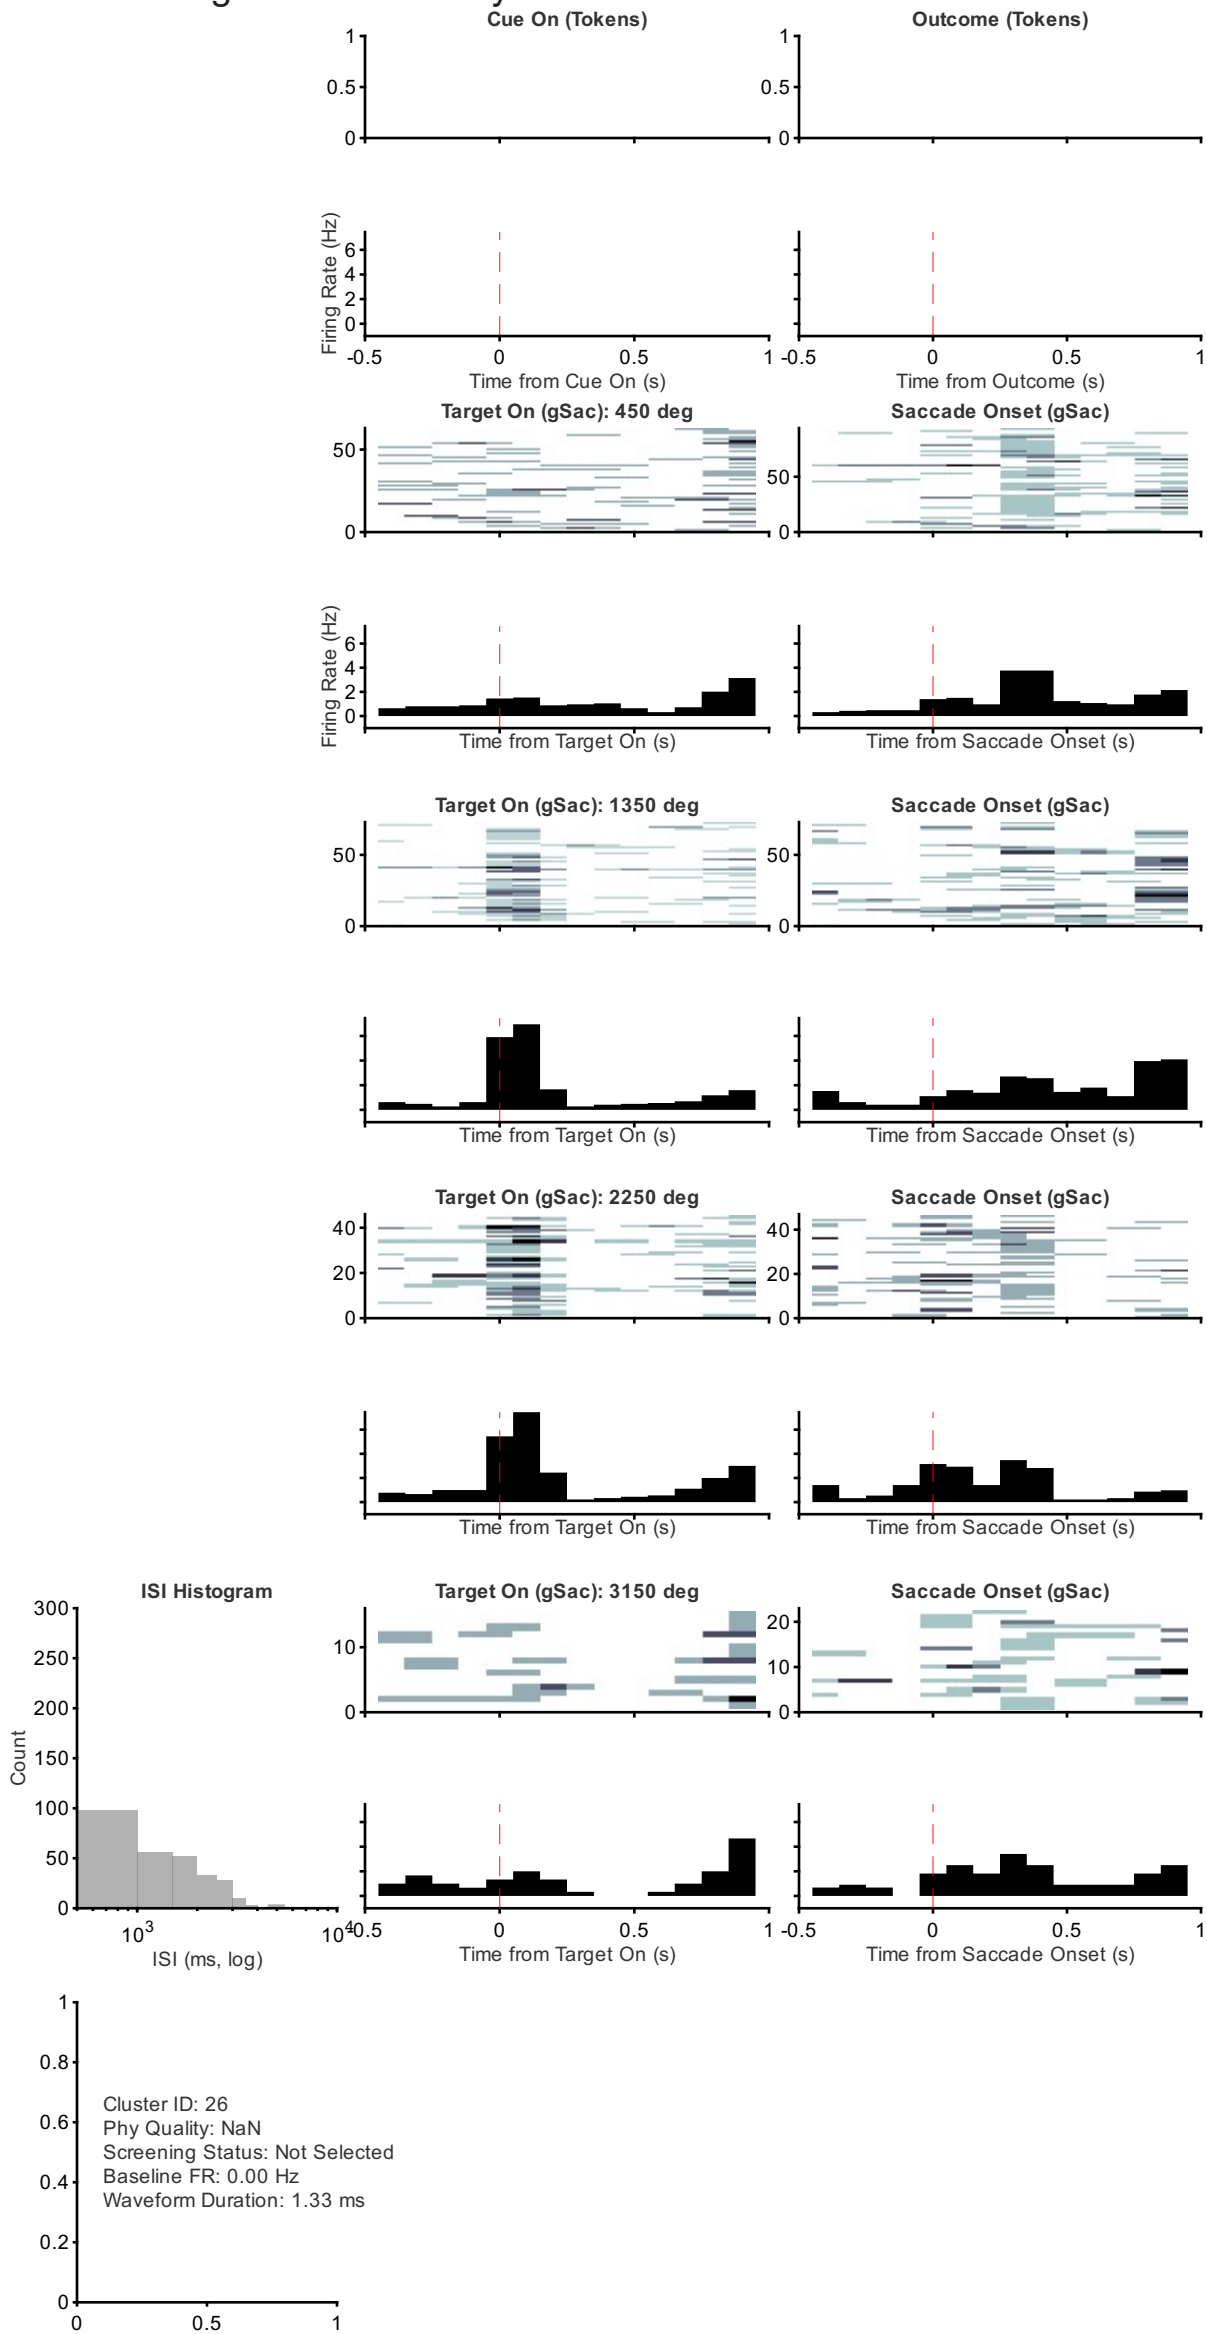 Cue On (Tokens)
Outcome (Tokens)
1
0.5
0
1
0.5
0
Firing Rate (Hz)
6
4
2
0
-0.5
0
0.5
1
-0.5
0
0.5
1
Time from Cue On (s)
Time from Outcome (s)
Target On (gSac): 450 deg
Saccade Onset (gSac)
50
0
50
0
Firing Rate (Hz)
6
4
2
0
Time from Target On (s)
Time from Saccade Onset (s)
Target On (gSac): 1350 deg
Saccade Onset (gSac)
50
0
50
0
Time from Target On (s)
Time from Saccade Onset (s)
Target On (gSac): 2250 deg
Saccade Onset (gSac)
40
20
0
40
20
0
Time from Target On (s)
Time from Saccade Onset (s)
ISI Histogram
Target On (gSac): 3150 deg
Saccade Onset (gSac)
Count
300
250
200
150
100
50
0
10
0
20
10
0
10^3
10^4
ISI (ms, log)
-0.5
0
0.5
1
-0.5
0
0.5
1
Time from Target On (s)
Time from Saccade Onset (s)
1
0.8
0.6
0.4
0.2
0
Cluster ID: 26
Phy Quality: NaN
Screening Status: Not Selected
Baseline FR: 0.00 Hz
Waveform Duration: 1.33 ms
0
0.5
1